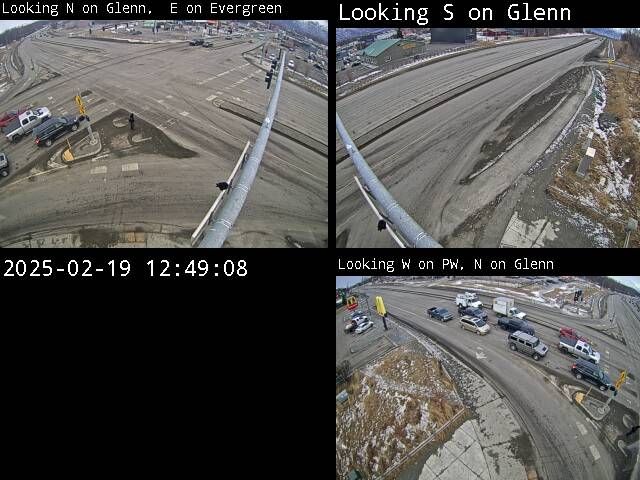 Looking N on Glenn, E on Evergreen
Looking S on Glenn
2025-02-19 12:49:08
Looking W on PW, N on Glenn